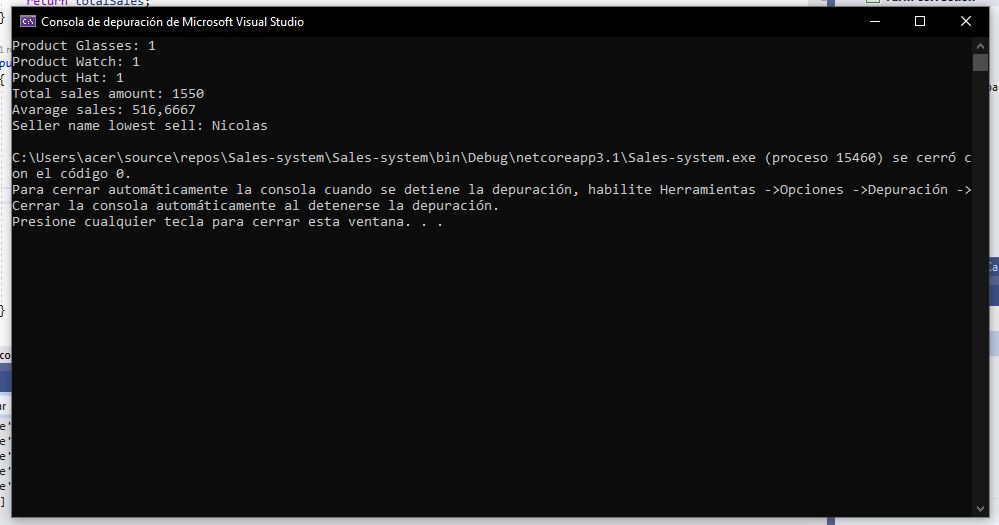 return totalSales;
}
Consola de depuración de Microsoft Visual Studio
Product Glasses: 1
Product Watch: 1
Product Hat: 1
Total sales amount: 1550
Avarage sales: 516,6667
Seller name lowest sell: Nicolas
C:\Users\acer\source\repos\Sales-system\Sales-system\bin\Debug\netcoreapp3.1\Sales-system.exe (proceso 15460) se cerró c
on el código 0.
Para cerrar automáticamente la consola cuando se detiene la depuración, habilite Herramientas ->Opciones ->Depuración ->
Cerrar la consola automáticamente al detenerse la depuración.
Presione cualquier tecla para cerrar esta ventana. . .
{
}